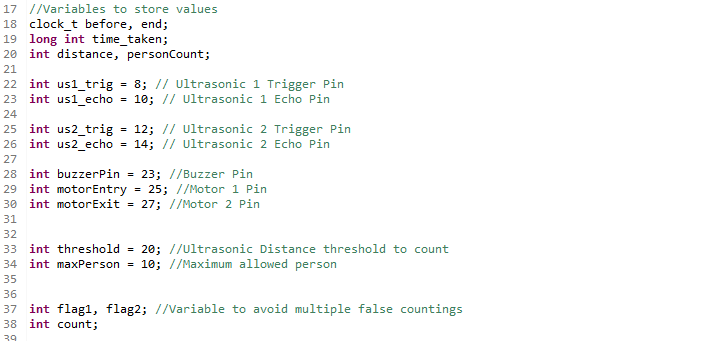 17 //Variables to store values
18 clock_t before, end;
19 long int time_taken;
20 int distance, personCount;
21
22 int us1_trig = 8; // Ultrasonic 1 Trigger Pin
23 int us1_echo = 10; // Ultrasonic 1 Echo Pin
24
25 int us2_trig = 12; // Ultrasonic 2 Trigger Pin
26 int us2_echo = 14; // Ultrasonic 2 Echo Pin
27
28 int buzzerPin = 23; //Buzzer Pin
29 int motorEntry = 25; //Motor 1 Pin
30 int motorExit = 27; //Motor 2 Pin
31
32
33 int threshold = 20; //Ultrasonic Distance threshold to count
34 int maxPerson = 10; //Maximum allowed person
35
36
37 int flag1, flag2; //Variable to avoid multiple false countings
38 int count;
39